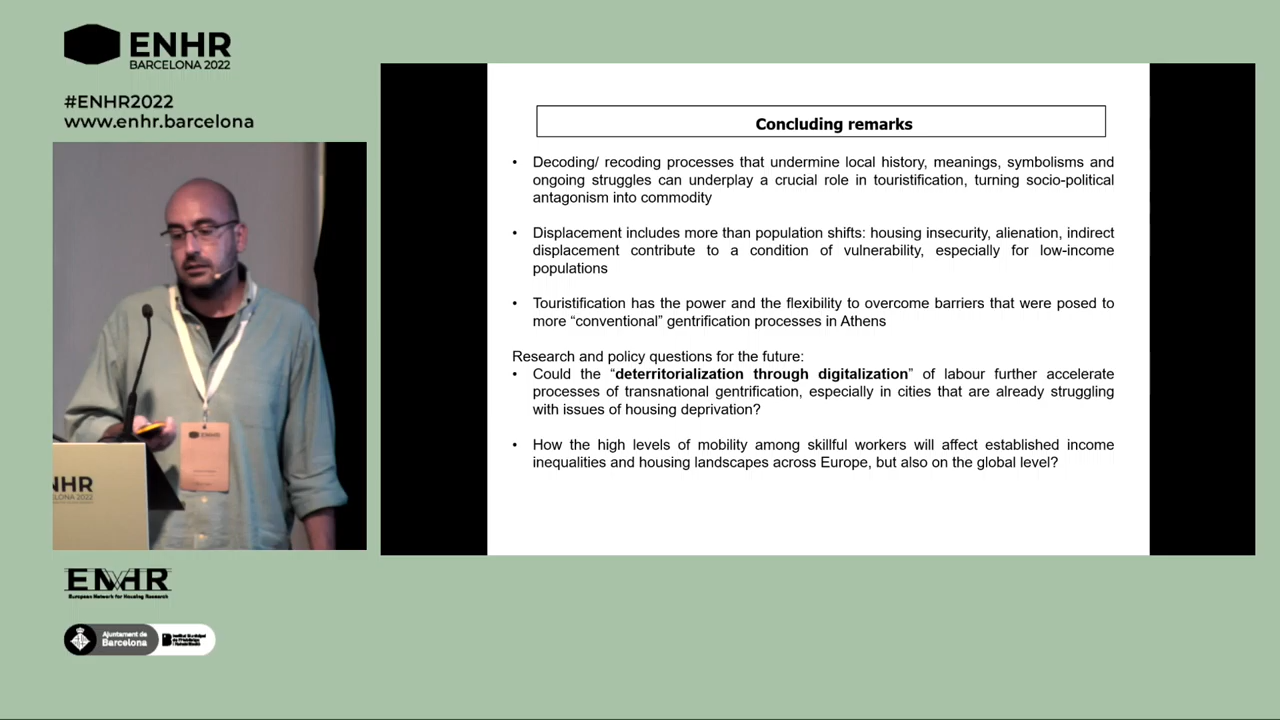 ENHR
BARCELONA 2022
#ENHR2022
www.enhr.barcelona
Concluding remarks
• Decoding/ recoding processes that undermine local history, meanings, symbolisms and
ongoing struggles can underplay a crucial role in touristification, turning socio-political
antagonism into commodity
• Displacement includes more than population shifts: housing insecurity, alienation, indirect
displacement contribute to a condition of vulnerability, especially for low-income
populations
• Touristification has the power and the flexibility to overcome barriers that were posed to
more “conventional” gentrification processes in Athens
Research and policy questions for the future:
• Could the “deterritorialization through digitalization” of labour further accelerate
processes of transnational gentrification, especially in cities that are already struggling
with issues of housing deprivation?
• How the high levels of mobility among skillful workers will affect established income
inequalities and housing landscapes across Europe, but also on the global level?
ENHR
NHR
LONA 2022
ENHR
European Network for Housing Research
Ajuntament de
Barcelona